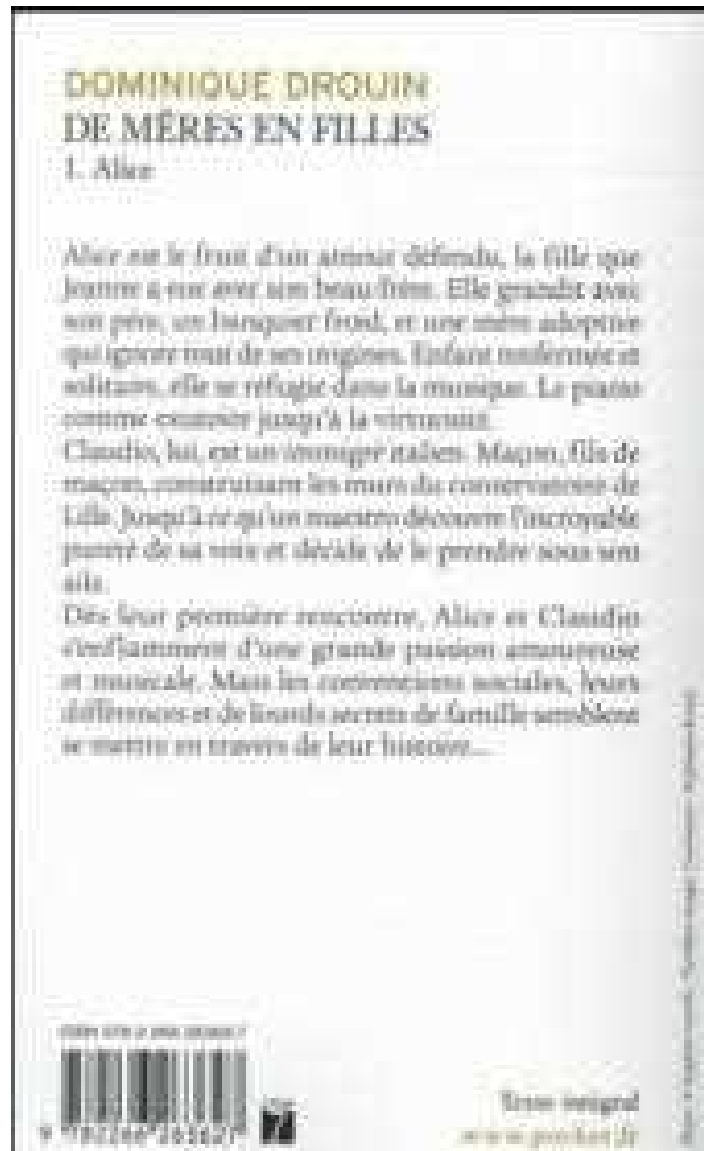 DOMINIQUE DROUIN
DE MÈRES EN FILLES
1. Alice
Alice est le fruit d'un amour défendu, la fille que
Jeanne a eue avec son beau-frère. Elle grandit avec
son père, un banquier froid, et une mère adoptive
qui ignore tout de ses origines. Enfant renfermée et
solitaire, elle se réfugie dans la musique. Le piano
comme exutoire jusqu'à la virtuosité.
Claudio, lui, est un immigré italien. Maçon, fils de
maçon, construisant les murs du conservatoire de
Lille. Jusqu'à ce qu'un maestro découvre l'incroyable
pureté de sa voix et décide de le prendre sous son
aile.
Dès leur première rencontre, Alice et Claudio
s'enflamment d'une grande passion amoureuse
et musicale. Mais les conventions sociales, leurs
différences et de lourds secrets de famille semblent
se mettre en travers de leur histoire...
Texte intégral
www.pocket.fr